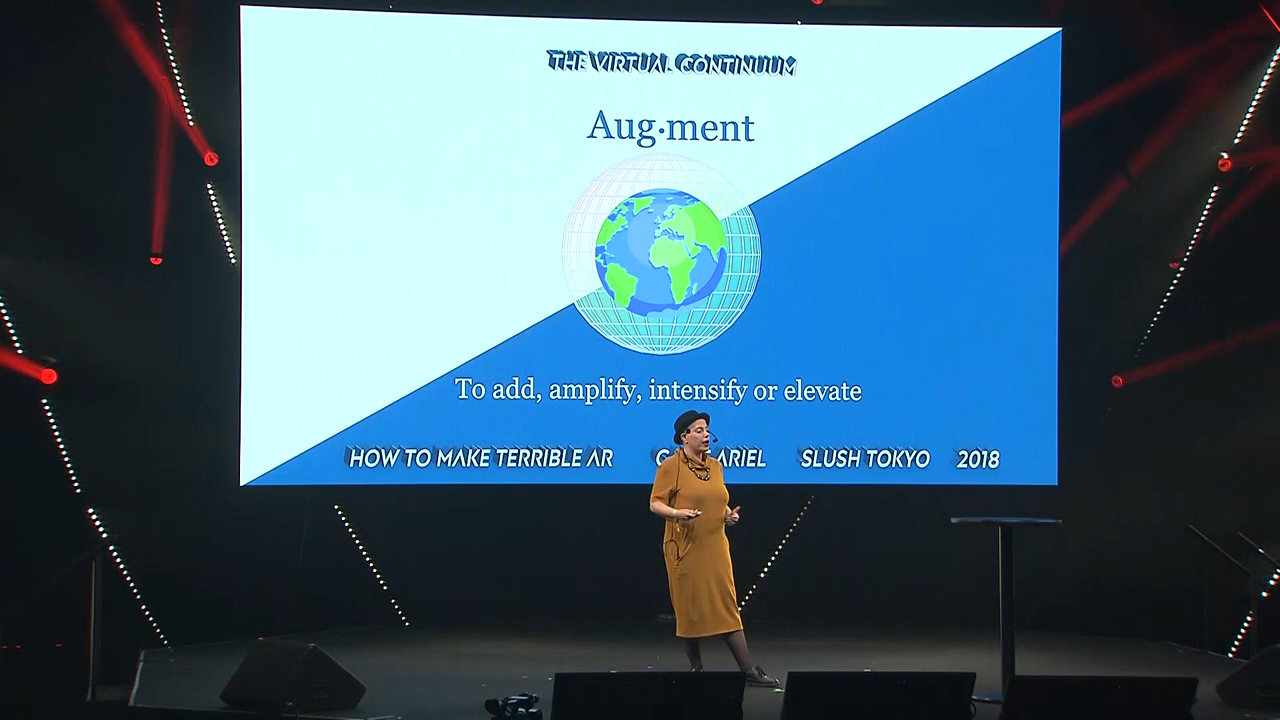 THE VIRTUAL CONTINUUM
Aug·ment
To add, amplify, intensify or elevate
HOW TO MAKE TERRIBLE AR ARIEL SLUSH TOKYO 2018